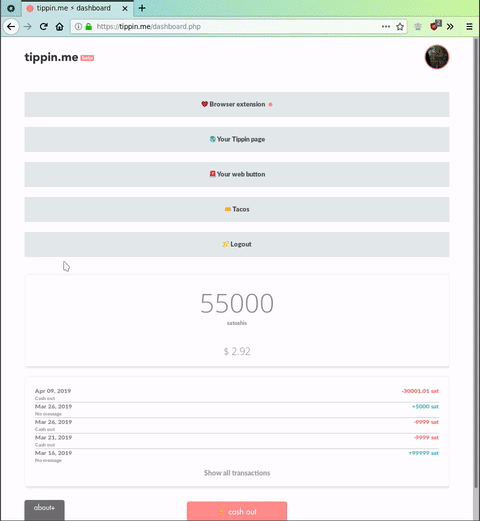 tippin.me ⚡ dashboard
https://tippin.me/dashboard.php
2
tippin.me beta
Browser extension
Your Tippin page
Your web button
Tacos
Logout
55000
satoshis
$ 2.92
Apr 09, 2019 -30001.01 sat
Cash out
Mar 26, 2019 +5000 sat
No message
Mar 26, 2019 -9999 sat
Cash out
Mar 21, 2019 -9999 sat
Cash out
Mar 16, 2019 +99999 sat
No message
Show all transactions
about+
cash out